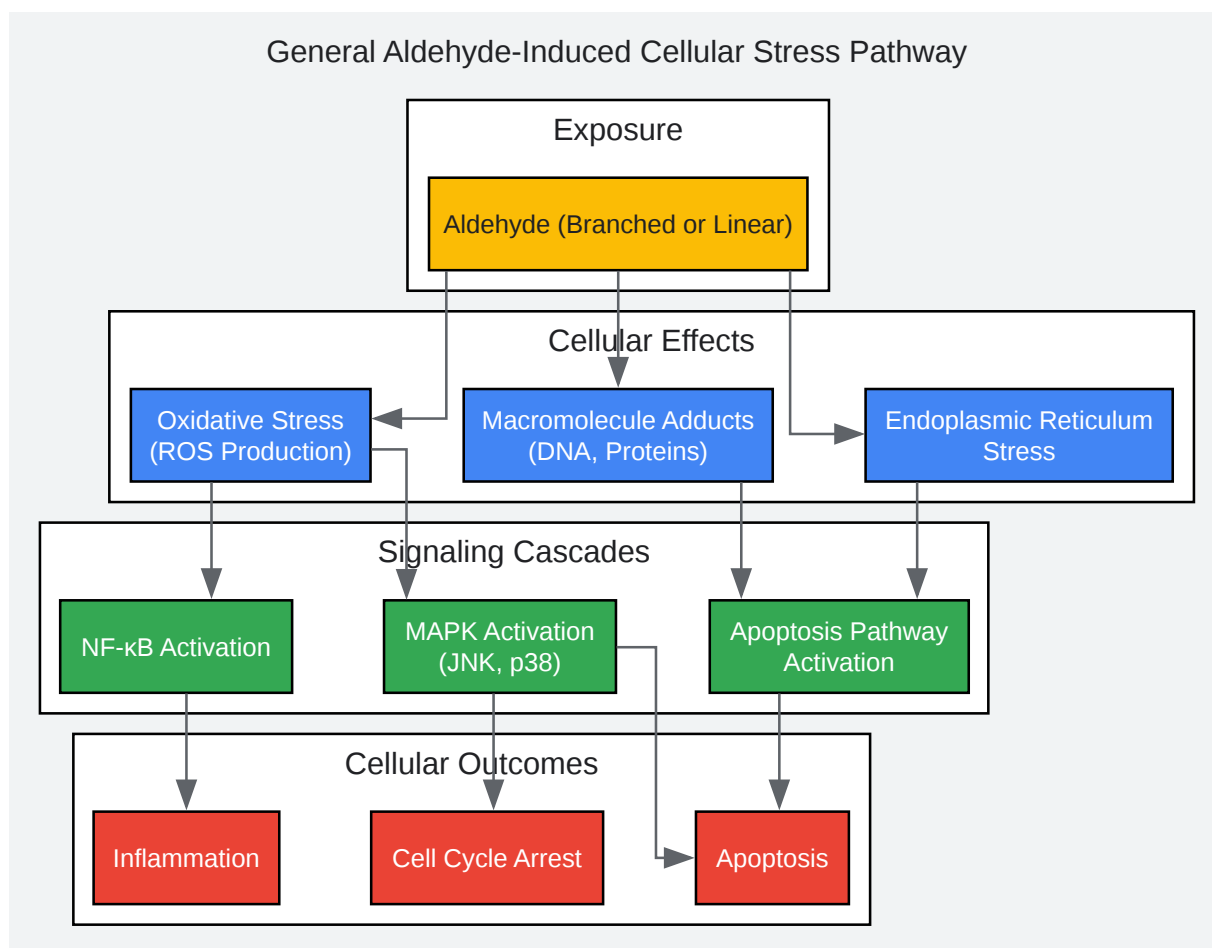 General Aldehyde-Induced Cellular Stress Pathway
Exposure
Aldehyde (Branched or Linear)
Cellular Effects
Oxidative Stress
(ROS Production)
Macromolecule Adducts
(DNA, Proteins)
Endoplasmic Reticulum
Stress
Signaling Cascades
NF-κB Activation
MAPK Activation
(JNK, p38)
Apoptosis Pathway
Activation
Cellular Outcomes
Inflammation
Cell Cycle Arrest
Apoptosis